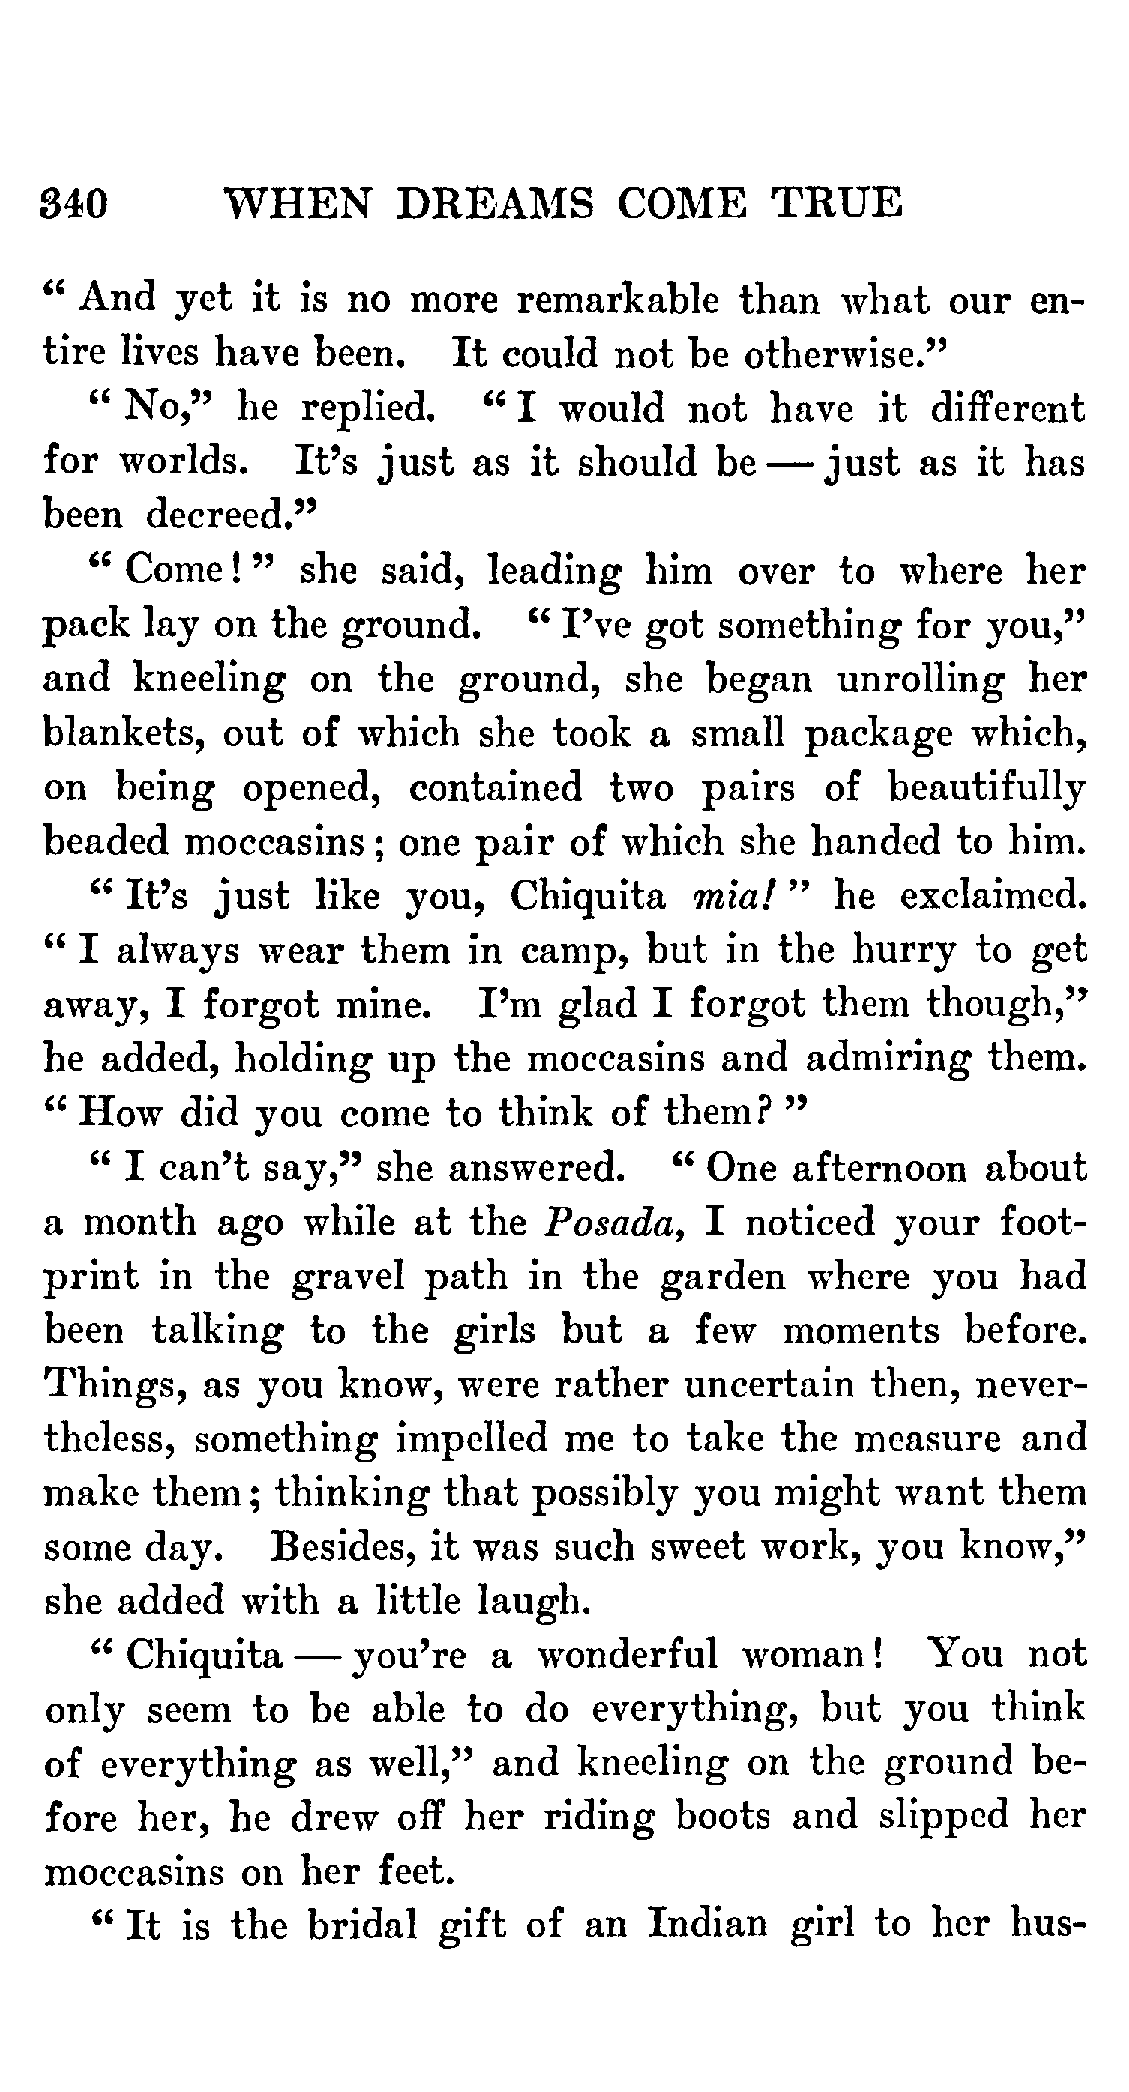 340 WHEN DREAMS COME TRUE
“ And yet it is no more remarkable than what our en-
tire lives have been. It could not be otherwise.”
“ No,” he replied. “ I would not have it different
for worlds. It’s just as it should be — just as it has
been decreed.”
“ Come! ” she said, leading him over to where her
pack lay on the ground. “ I’ve got something for you,”
and kneeling on the ground, she began unrolling her
blankets, out of which she took a small package which,
on being opened, contained two pairs of beautifully
beaded moccasins ; one pair of which she handed to him.
“ It’s just like you, Chiquita mia! ” he exclaimed.
“ I always wear them in camp, but in the hurry to get
away, I forgot mine. I’m glad I forgot them though,”
he added, holding up the moccasins and admiring them.
“ How did you come to think of them? ”
“ I can’t say,” she answered. “ One afternoon about
a month ago while at the Posada, I noticed your foot-
print in the gravel path in the garden where you had
been talking to the girls but a few moments before.
Things, as you know, were rather uncertain then, never-
theless, something impelled me to take the measure and
make them ; thinking that possibly you might want them
some day. Besides, it was such sweet work, you know,”
she added with a little laugh.
“ Chiquita — you’re a wonderful woman! You not
only seem to be able to do everything, but you think
of everything as well,” and kneeling on the ground be-
fore her, he drew off her riding boots and slipped her
moccasins on her feet.
“ It is the bridal gift of an Indian girl to her hus-